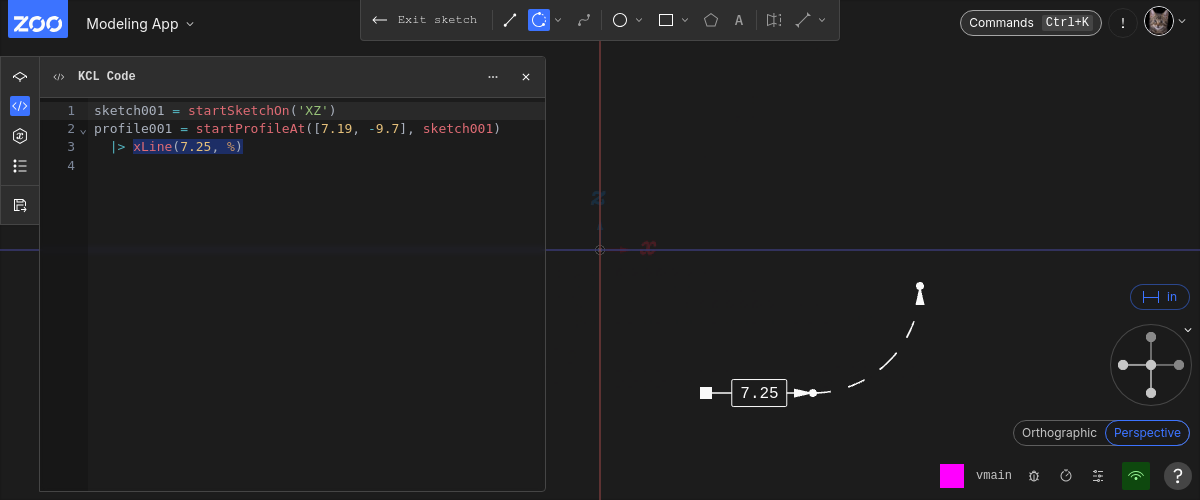 ZOO
Modeling App
Exit sketch
A
Commands Ctrl+K
!
KCL Code
...
1 sketch001 = startSketchOn('XZ')
2 profile001 = startProfileAt([7.19, -9.7], sketch001)
3 |> xLine(7.25, %)
4
z
x
in
7.25
Orthographic Perspective
vmain
?